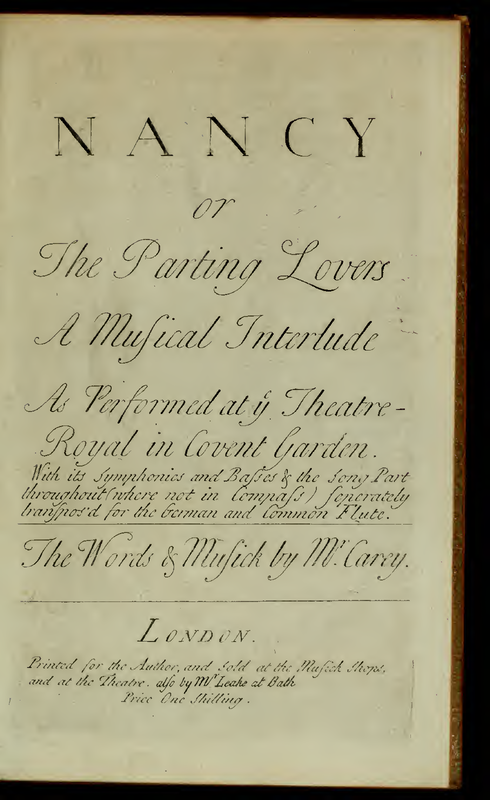 NANCY
or
The Parting Lovers
A Muſical Interlude
As Performed at yͤ Theatre-
Royal in Covent Garden.
With its Symphonies and Baſses & the Song Part
throughout (where not in Compaſs) ſeperately
tranſpos'd for the German and Common Flute.
The Words & Muſick by Mʳ. Carey.
LONDON.
Printed for the Author, and Sold at the Muſick Shops,
and at the Theatre. alſo by Mʳ Leake at Bath
Price One Shilling.